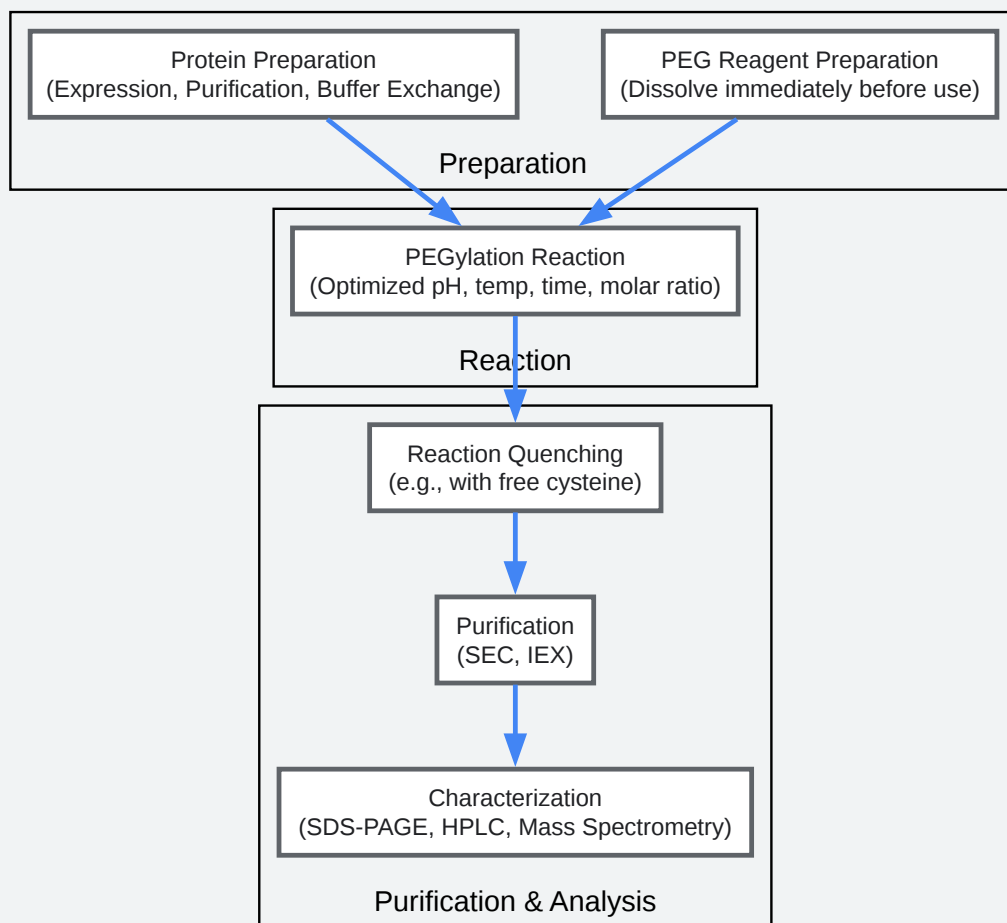 Protein Preparation
(Expression, Purification, Buffer Exchange)
PEG Reagent Preparation
(Dissolve immediately before use)
Preparation
PEGylation Reaction
(Optimized pH, temp, time, molar ratio)
Reaction
Reaction Quenching
(e.g., with free cysteine)
Purification
(SEC, IEX)
Characterization
(SDS-PAGE, HPLC, Mass Spectrometry)
Purification & Analysis